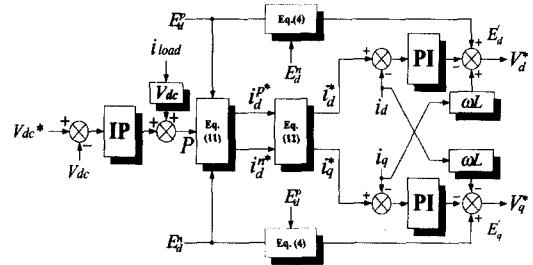 E_d^p
Eq.(4)
E_d'
i_load
E_d^n
PI
V_d^*
V_dc
i_d^p*
i_d^*
i_d
ωL
V_dc*
IP
P
Eq. (11)
Eq. (12)
V_dc
i_d^n*
i_q^*
i_q
ωL
E_d^p
PI
V_q^*
E_d^n
Eq. (4)
E_q'